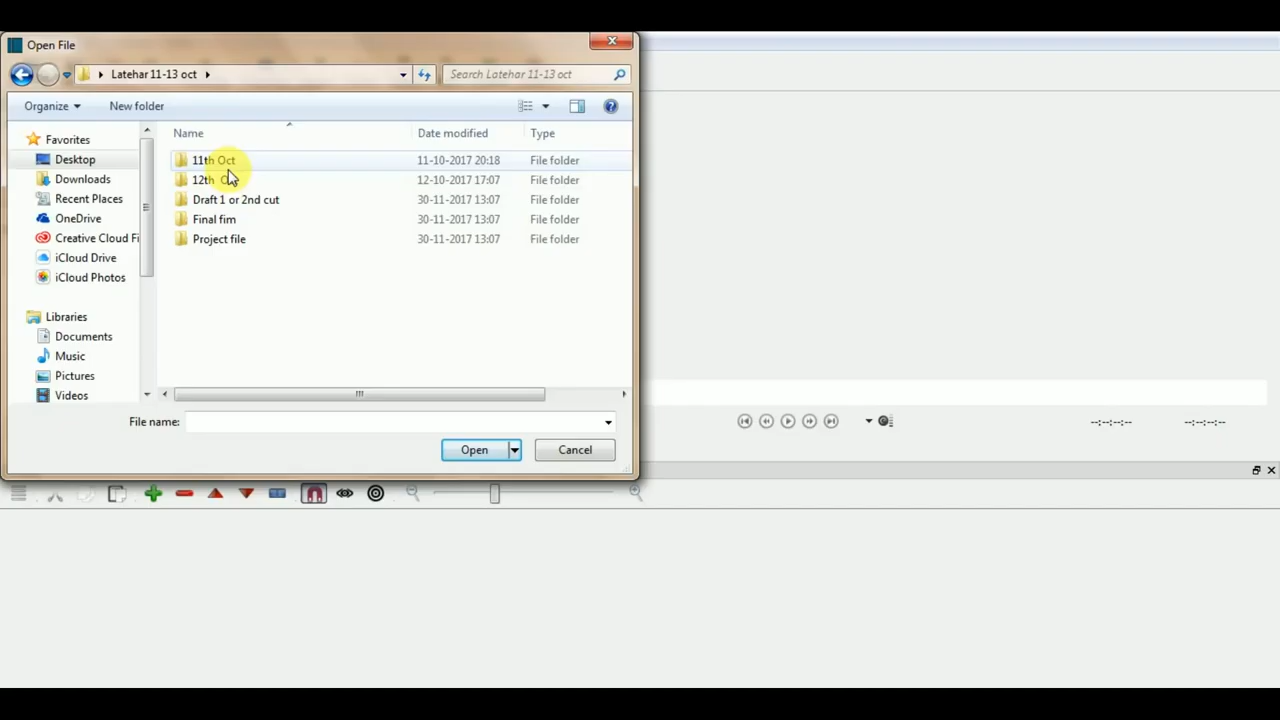 Open File
Latehar 11-13 oct
Search Latehar 11-13 oct
Organize
New folder
Name
Date modified
Type
Favorites
Desktop
Downloads
Recent Places
OneDrive
Creative Cloud Fi
iCloud Drive
iCloud Photos
Libraries
Documents
Music
Pictures
Videos
11th Oct 11-10-2017 20:18 File folder
12th 12-10-2017 17:07 File folder
Draft 1 or 2nd cut 30-11-2017 13:07 File folder
Final fim 30-11-2017 13:07 File folder
Project file 30-11-2017 13:07 File folder
File name:
Open
Cancel
--:--:--:-- --:--:--:--